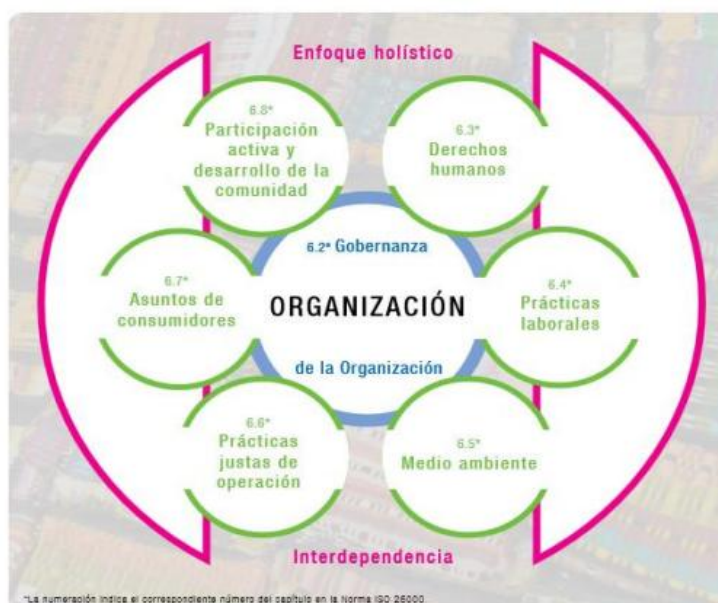 Enfoque holístico
6.8*
Participación
activa y
desarrollo de la
comunidad
6.3*
Derechos
humanos
6.2* Gobernanza
6.7*
Asuntos de
consumidores
ORGANIZACIÓN
6.4*
Prácticas
laborales
de la Organización
6.6*
Prácticas
justas de
operación
6.5*
Medio ambiente
Interdependencia
*La numeración indica el correspondiente número del capítulo en la Norma ISO 26000.